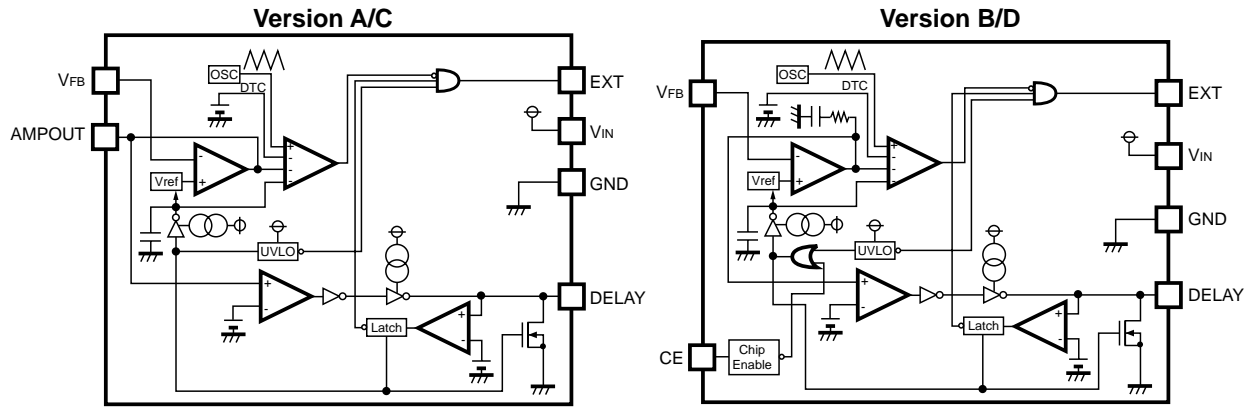 Version A/C
VFB
AMPOUT
OSC
DTC
EXT
VIN
GND
Vref
-
+
+
-
-
-
UVLO
+
-
Latch
+
-
DELAY
Version B/D
VFB
OSC
DTC
EXT
VIN
GND
Vref
-
+
+
-
-
-
UVLO
+
-
Latch
+
-
DELAY
CE
Chip
Enable